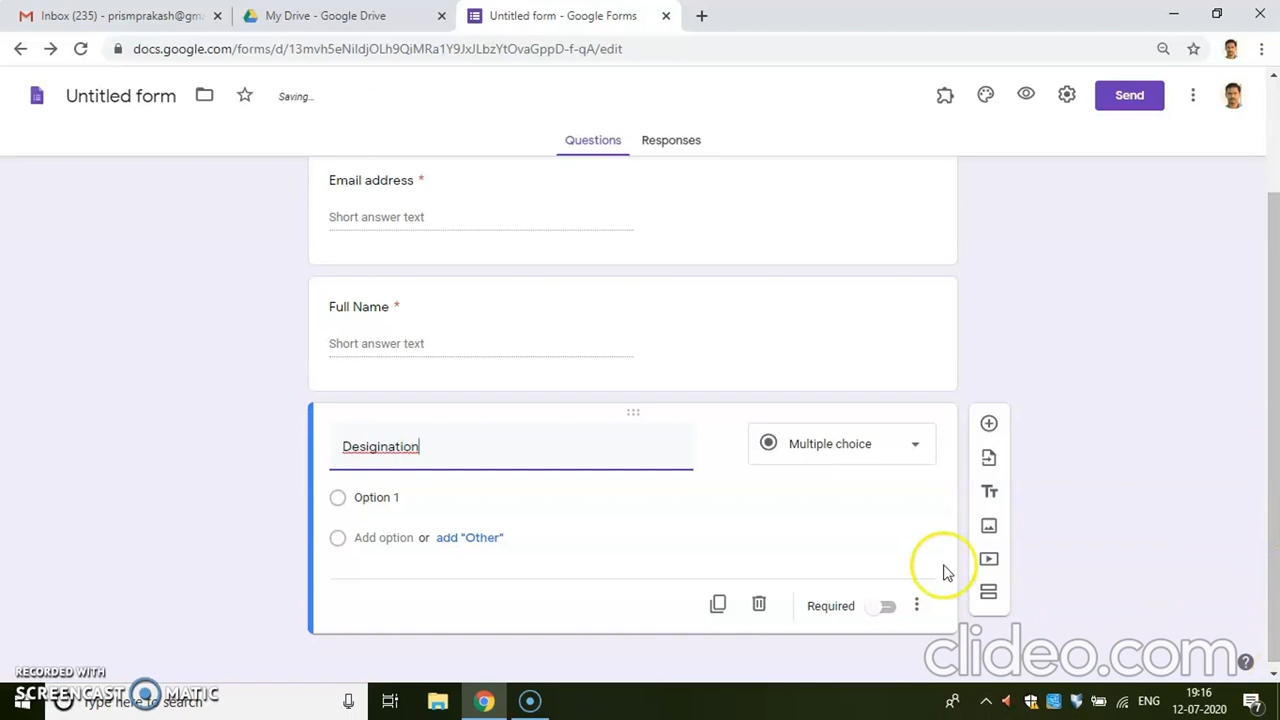 Inbox (235) - prismprakash@gm
My Drive - Google Drive
Untitled form - Google Forms
docs.google.com/forms/d/13mvh5eNildjOLh9QiMRa1Y9JxJLbzYtOvaGppD-f-qA/edit
Untitled form
Saving...
Send
Questions
Responses
Email address *
Short answer text
Full Name *
Short answer text
Desigination
Multiple choice
Option 1
Add option or add "Other"
Required
clideo.com
RECORDED WITH
SCREENCAST MATIC
Type here to search
ENG
19:16
12-07-2020
7